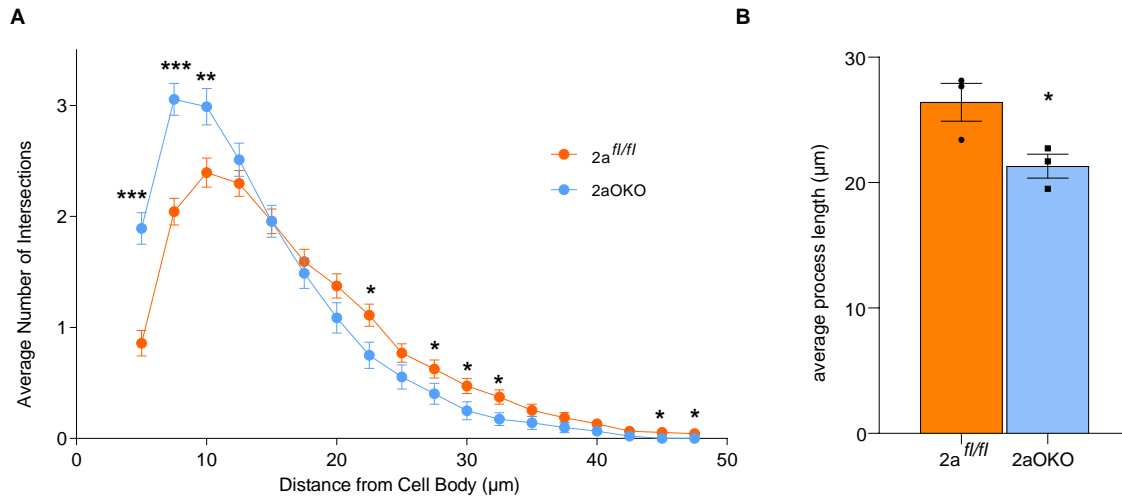 A
B
Average Number of Intersections
3
2
1
0
***
***
**
*
*
*
*
*
*
2a^fl/fl
2aOKO
0 10 20 30 40 50
Distance from Cell Body (µm)
average process length (µm)
30
20
10
0
*
2a^fl/fl 2aOKO